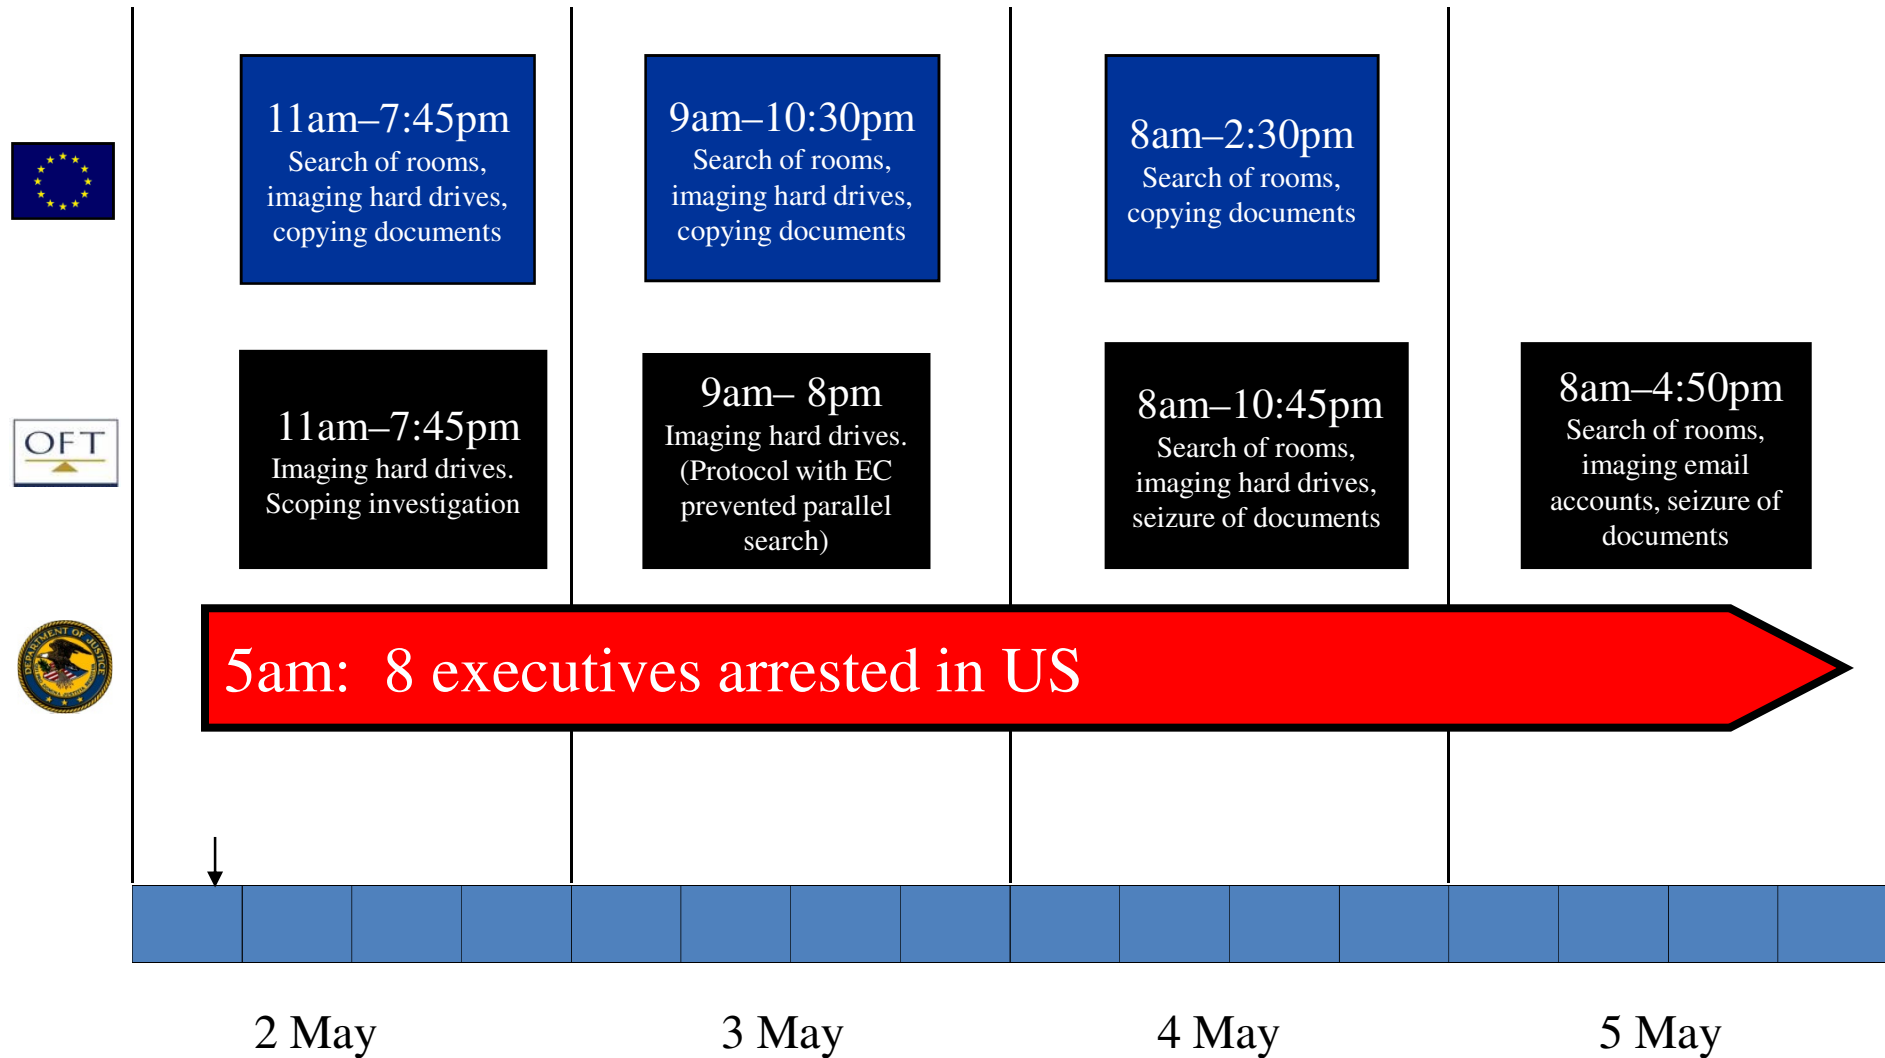 11am–7:45pm
Search of rooms,
imaging hard drives,
copying documents
9am–10:30pm
Search of rooms,
imaging hard drives,
copying documents
8am–2:30pm
Search of rooms,
copying documents
OFT
11am–7:45pm
Imaging hard drives.
Scoping investigation
9am– 8pm
Imaging hard drives.
(Protocol with EC
prevented parallel
search)
8am–10:45pm
Search of rooms,
imaging hard drives,
seizure of documents
8am–4:50pm
Search of rooms,
imaging email
accounts, seizure of
documents
DEPARTMENT OF JUSTICE
5am: 8 executives arrested in US
2 May
3 May
4 May
5 May